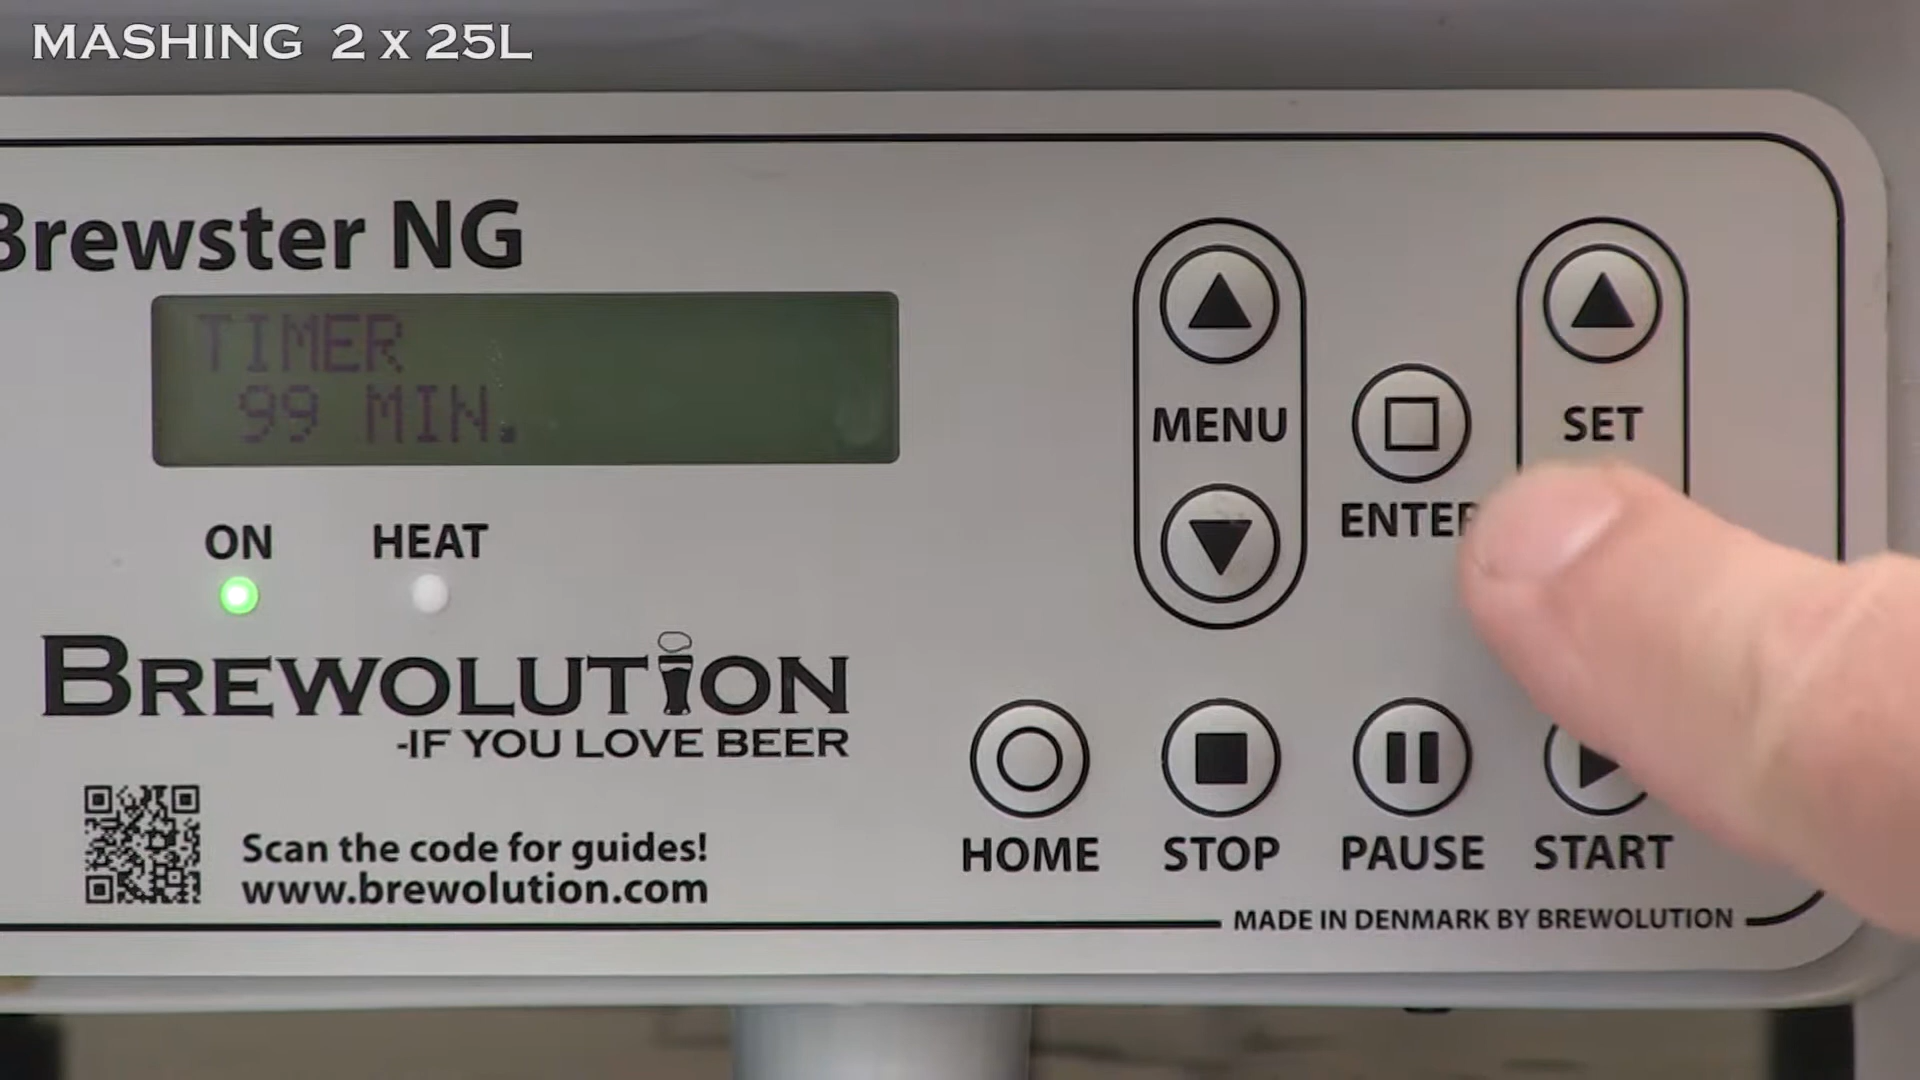 MASHING 2 x 25L
Brewster NG
TIMER
99 MIN.
MENU
SET
ENTER
ON HEAT
BREWOLUTION
-IF YOU LOVE BEER
Scan the code for guides!
www.brewolution.com
HOME STOP PAUSE START
MADE IN DENMARK BY BREWOLUTION